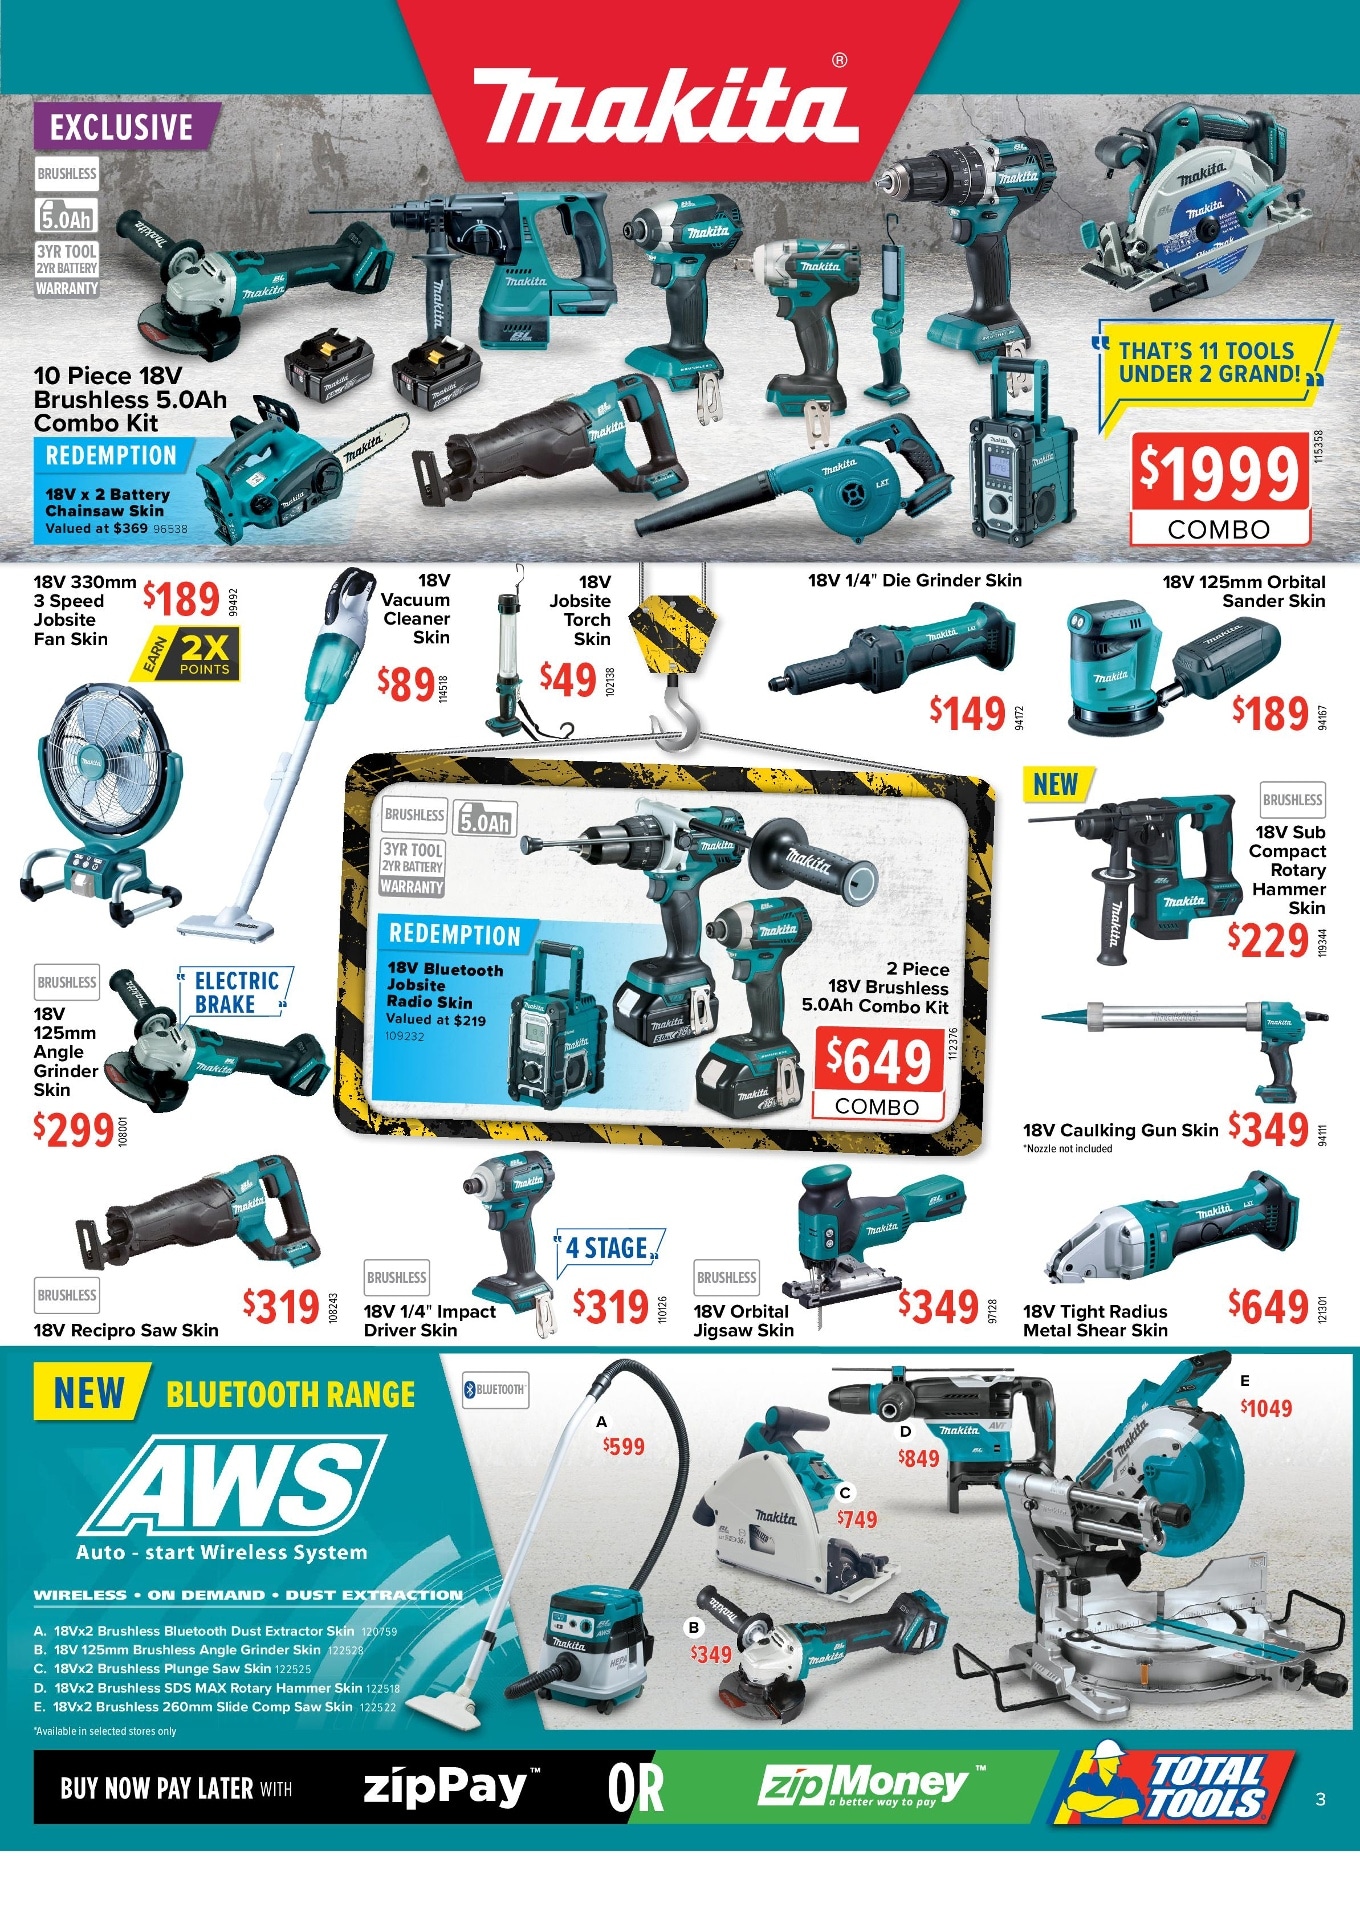 makita®
EXCLUSIVE
BRUSHLESS
5.0Ah
3YR TOOL
2YR BATTERY
WARRANTY
10 Piece 18V
Brushless 5.0Ah
Combo Kit
REDEMPTION
18V x 2 Battery
Chainsaw Skin
Valued at $369 96538
THAT'S 11 TOOLS
UNDER 2 GRAND!
$1999
COMBO
115358
18V 330mm
3 Speed
Jobsite
Fan Skin
$189
99492
EARN
2X
POINTS
18V
Vacuum
Cleaner
Skin
$89
114518
18V
Jobsite
Torch
Skin
$49
102138
18V 1/4" Die Grinder Skin
$149
94172
18V 125mm Orbital
Sander Skin
$189
94167
BRUSHLESS
5.0Ah
3YR TOOL
2YR BATTERY
WARRANTY
REDEMPTION
18V Bluetooth
Jobsite
Radio Skin
Valued at $219
109232
2 Piece
18V Brushless
5.0Ah Combo Kit
$649
COMBO
112376
NEW
BRUSHLESS
18V Sub
Compact
Rotary
Hammer
Skin
$229
119344
BRUSHLESS
18V
125mm
Angle
Grinder
Skin
ELECTRIC
BRAKE
$299
108001
18V Caulking Gun Skin
*Nozzle not included
$349
94111
BRUSHLESS
18V Recipro Saw Skin
$319
108243
BRUSHLESS
18V 1/4" Impact
Driver Skin
4 STAGE
$319
110126
BRUSHLESS
18V Orbital
Jigsaw Skin
$349
97128
18V Tight Radius
Metal Shear Skin
$649
121301
NEW BLUETOOTH RANGE
AWS
Auto - start Wireless System
WIRELESS • ON DEMAND • DUST EXTRACTION
A. 18Vx2 Brushless Bluetooth Dust Extractor Skin 120759
B. 18V 125mm Brushless Angle Grinder Skin 122528
C. 18Vx2 Brushless Plunge Saw Skin 122525
D. 18Vx2 Brushless SDS MAX Rotary Hammer Skin 122518
E. 18Vx2 Brushless 260mm Slide Comp Saw Skin 122522
*Available in selected stores only
BLUETOOTH
A
$599
B
$349
C
$749
D
$849
E
$1049
BUY NOW PAY LATER WITH zipPay™ OR zipMoney™
a better way to pay
TOTAL
TOOLS
3